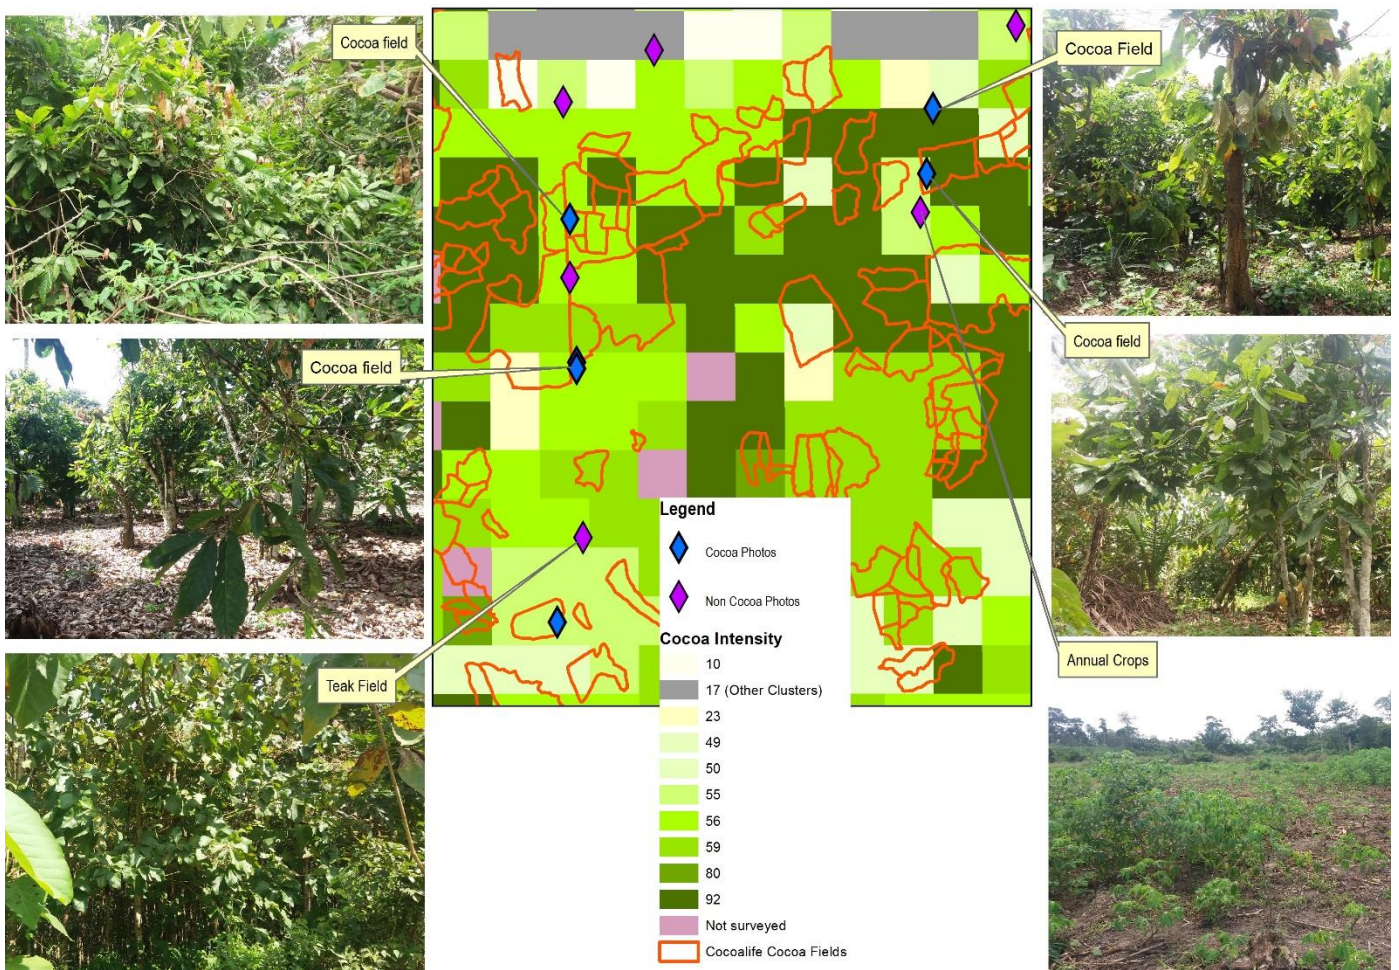 Cocoa field
Cocoa Field
Cocoa field
Cocoa field
Teak Field
Annual Crops
Legend
Cocoa Photos
Non Cocoa Photos
Cocoa Intensity
10
17 (Other Clusters)
23
49
50
55
56
59
80
92
Not surveyed
Cocoalife Cocoa Fields